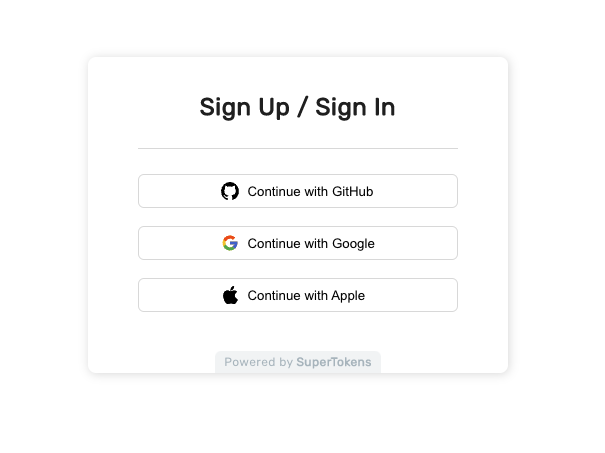 Sign Up / Sign In
Continue with GitHub
Continue with Google
Continue with Apple
Powered by SuperTokens